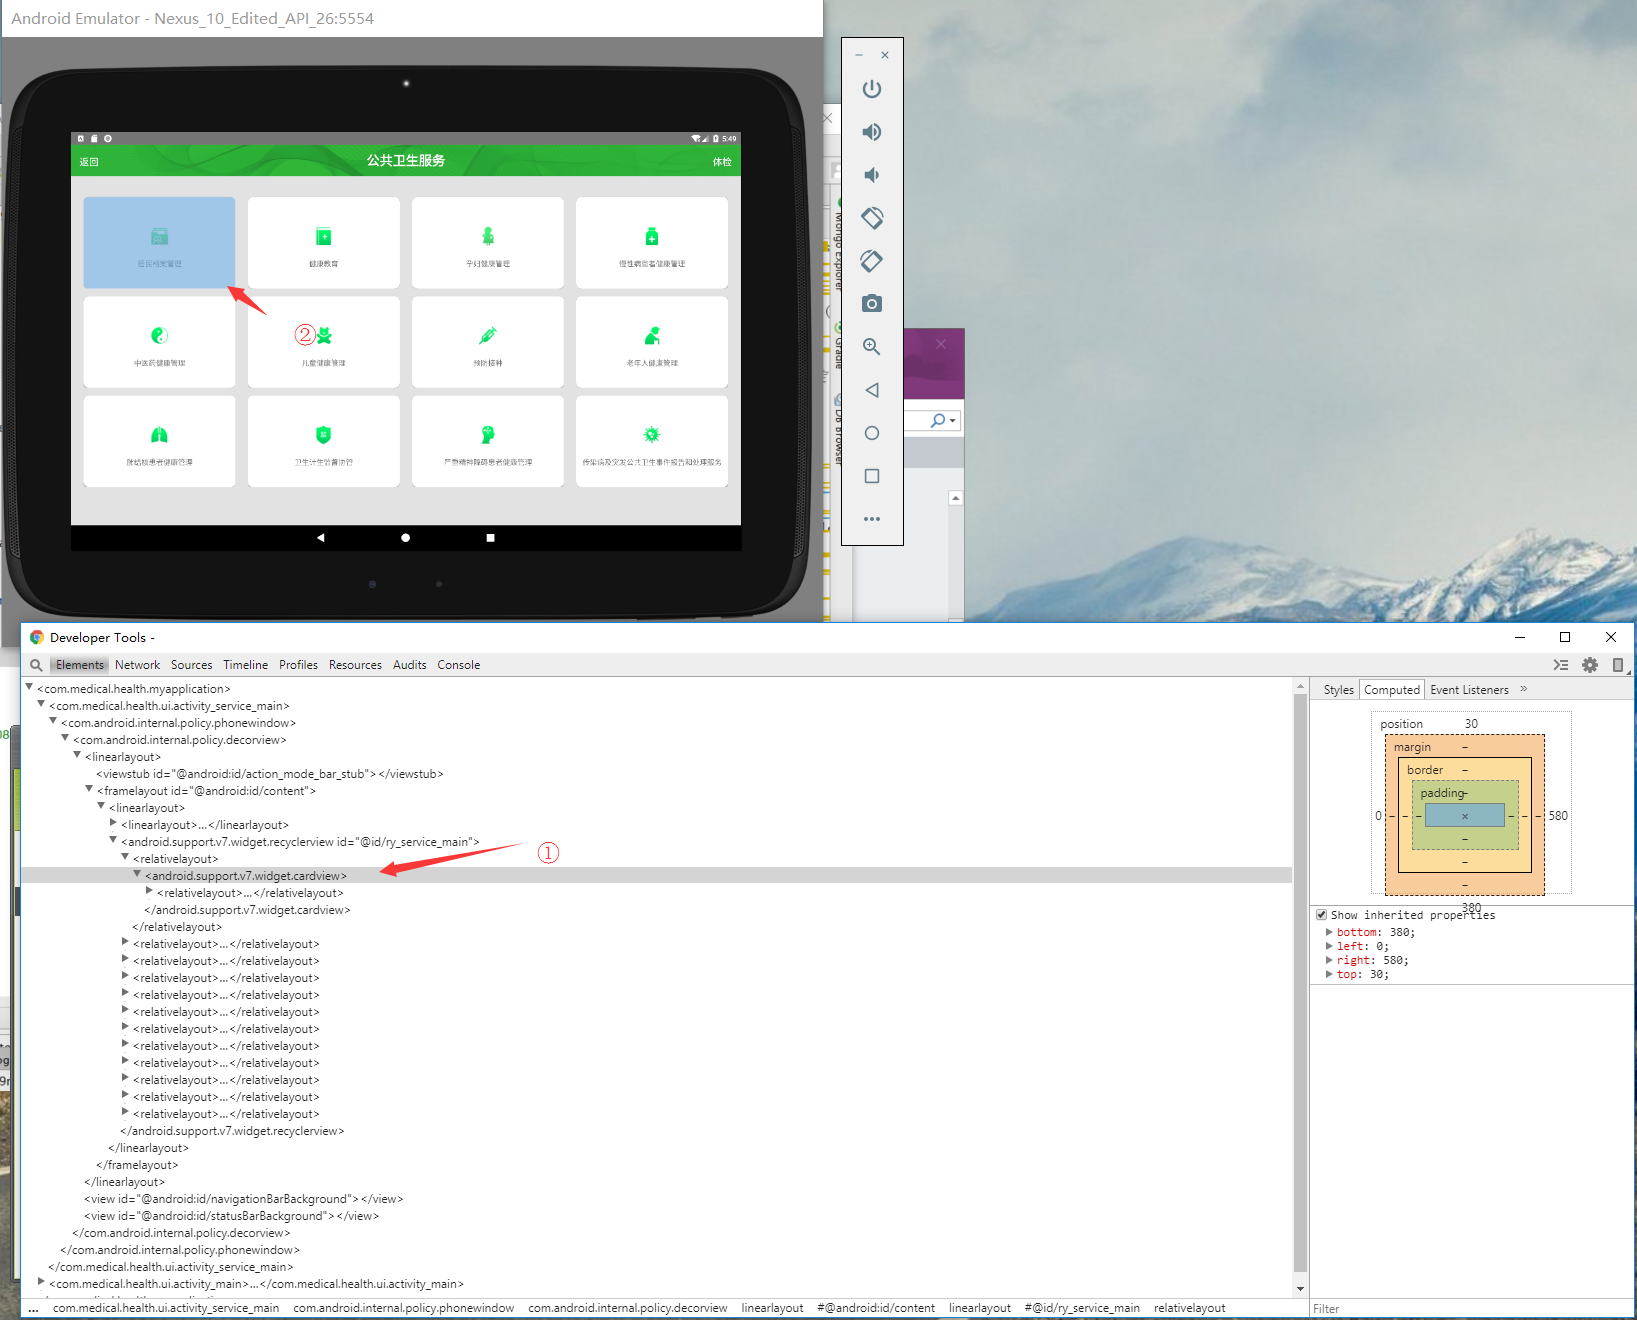 Android Emulator - Nexus_10_Edited_API_26:5554
5:49
返回
公共卫生服务
体检
居民档案管理
健康教育
孕妇健康管理
慢性病患者健康管理
②
中医药健康管理
儿童健康管理
预防接种
老年人健康管理
肺结核患者健康管理
卫生计生监督协管
严重精神障碍患者健康管理
传染病及突发公共卫生事件报告和处理服务
Mongo Explorer
Gradle
DB Browser
Developer Tools -
Elements Network Sources Timeline Profiles Resources Audits Console
<com.medical.health.myapplication>
<com.medical.health.ui.activity_service_main>
<com.android.internal.policy.phonewindow>
<com.android.internal.policy.decorview>
<linearlayout>
<viewstub id="@android:id/action_mode_bar_stub"></viewstub>
<framelayout id="@android:id/content">
<linearlayout>
<linearlayout>…</linearlayout>
<android.support.v7.widget.recyclerview id="@id/ry_service_main">
<relativelayout>
①
<android.support.v7.widget.cardview>
<relativelayout>…</relativelayout>
</android.support.v7.widget.cardview>
</relativelayout>
<relativelayout>…</relativelayout>
<relativelayout>…</relativelayout>
<relativelayout>…</relativelayout>
<relativelayout>…</relativelayout>
<relativelayout>…</relativelayout>
<relativelayout>…</relativelayout>
<relativelayout>…</relativelayout>
<relativelayout>…</relativelayout>
<relativelayout>…</relativelayout>
<relativelayout>…</relativelayout>
<relativelayout>…</relativelayout>
</android.support.v7.widget.recyclerview>
</linearlayout>
</framelayout>
</linearlayout>
<view id="@android:id/navigationBarBackground"></view>
<view id="@android:id/statusBarBackground"></view>
</com.android.internal.policy.decorview>
</com.android.internal.policy.phonewindow>
</com.medical.health.ui.activity_service_main>
<com.medical.health.ui.activity_main>…</com.medical.health.ui.activity_main>
... com.medical.health.ui.activity_service_main com.android.internal.policy.phonewindow com.android.internal.policy.decorview linearlayout #@android:id/content linearlayout #@id/ry_service_main relativelayout
Styles Computed Event Listeners »
position 30
margin –
border –
padding –
0 – – – × – – – 580
–
–
–
380
Show inherited properties
bottom: 380;
left: 0;
right: 580;
top: 30;
Filter